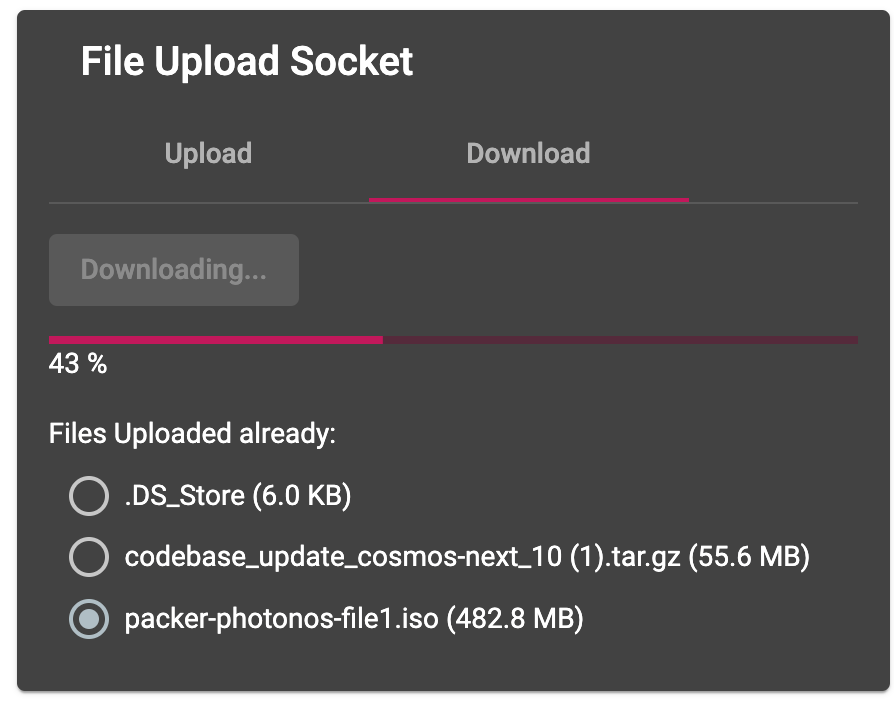 File Upload Socket
Upload Download
Downloading...
43 %
Files Uploaded already:
.DS_Store (6.0 KB)
codebase_update_cosmos-next_10 (1).tar.gz (55.6 MB)
packer-photonos-file1.iso (482.8 MB)